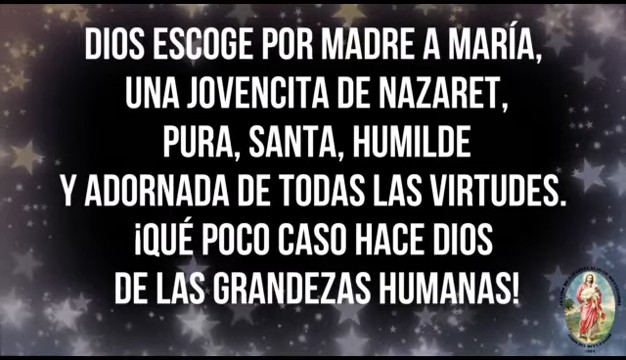 DIOS ESCOGE POR MADRE A MARÍA,
UNA JOVENCITA DE NAZARET,
PURA, SANTA, HUMILDE
Y ADORNADA DE TODAS LAS VIRTUDES.
¡QUÉ POCO CASO HACE DIOS
DE LAS GRANDEZAS HUMANAS!